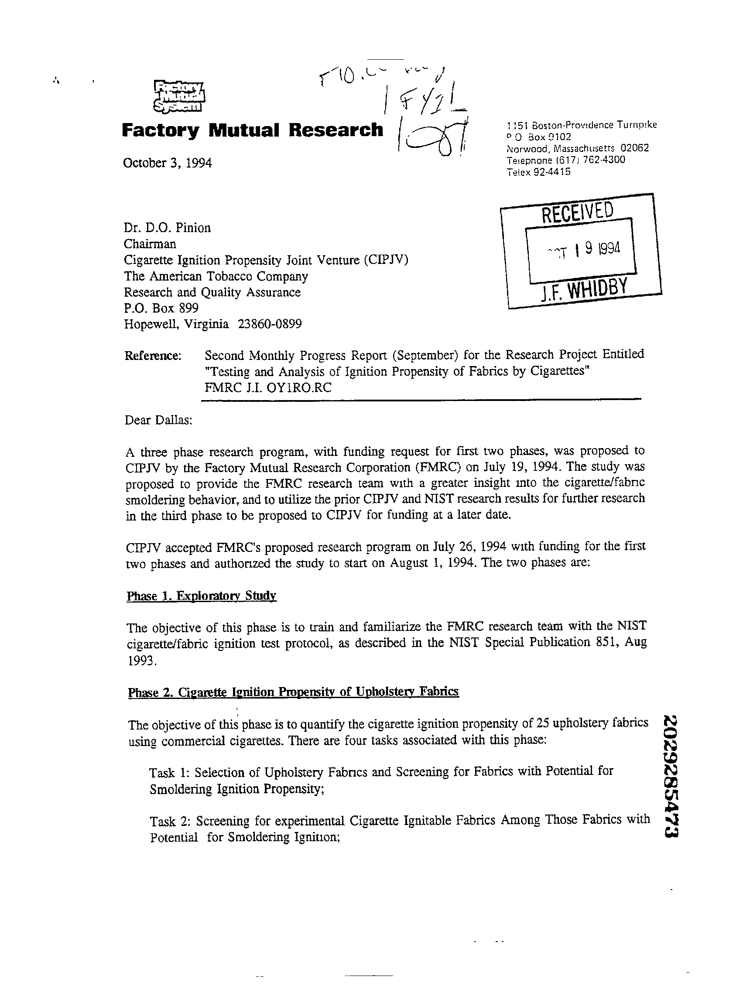 Factory
Mutual
System
Factory Mutual Research
1151 Boston-Providence Turnpike
P O Box 9102
Norwood, Massachusetts 02062
Telephone (617) 762-4300
Telex 92-4415
October 3, 1994
RECEIVED
19 1994
J.F. WHIDBY
Dr. D.O. Pinion
Chairman
Cigarette Ignition Propensity Joint Venture (CIPJV)
The American Tobacco Company
Research and Quality Assurance
P.O. Box 899
Hopewell, Virginia 23860-0899
Reference: Second Monthly Progress Report (September) for the Research Project Entitled
"Testing and Analysis of Ignition Propensity of Fabrics by Cigarettes"
FMRC J.I. OY1RO.RC
Dear Dallas:
A three phase research program, with funding request for first two phases, was proposed to
CIPJV by the Factory Mutual Research Corporation (FMRC) on July 19, 1994. The study was
proposed to provide the FMRC research team with a greater insight into the cigarette/fabric
smoldering behavior, and to utilize the prior CIPJV and NIST research results for further research
in the third phase to be proposed to CIPJV for funding at a later date.
CIPJV accepted FMRC's proposed research program on July 26, 1994 with funding for the first
two phases and authorized the study to start on August 1, 1994. The two phases are:
Phase 1. Exploratory Study
The objective of this phase is to train and familiarize the FMRC research team with the NIST
cigarette/fabric ignition test protocol, as described in the NIST Special Publication 851, Aug
1993.
Phase 2. Cigarette Ignition Propensity of Upholstery Fabrics
The objective of this phase is to quantify the cigarette ignition propensity of 25 upholstery fabrics
using commercial cigarettes. There are four tasks associated with this phase:
Task 1: Selection of Upholstery Fabrics and Screening for Fabrics with Potential for
Smoldering Ignition Propensity;
Task 2: Screening for experimental Cigarette Ignitable Fabrics Among Those Fabrics with
Potential for Smoldering Ignition;
2029285473